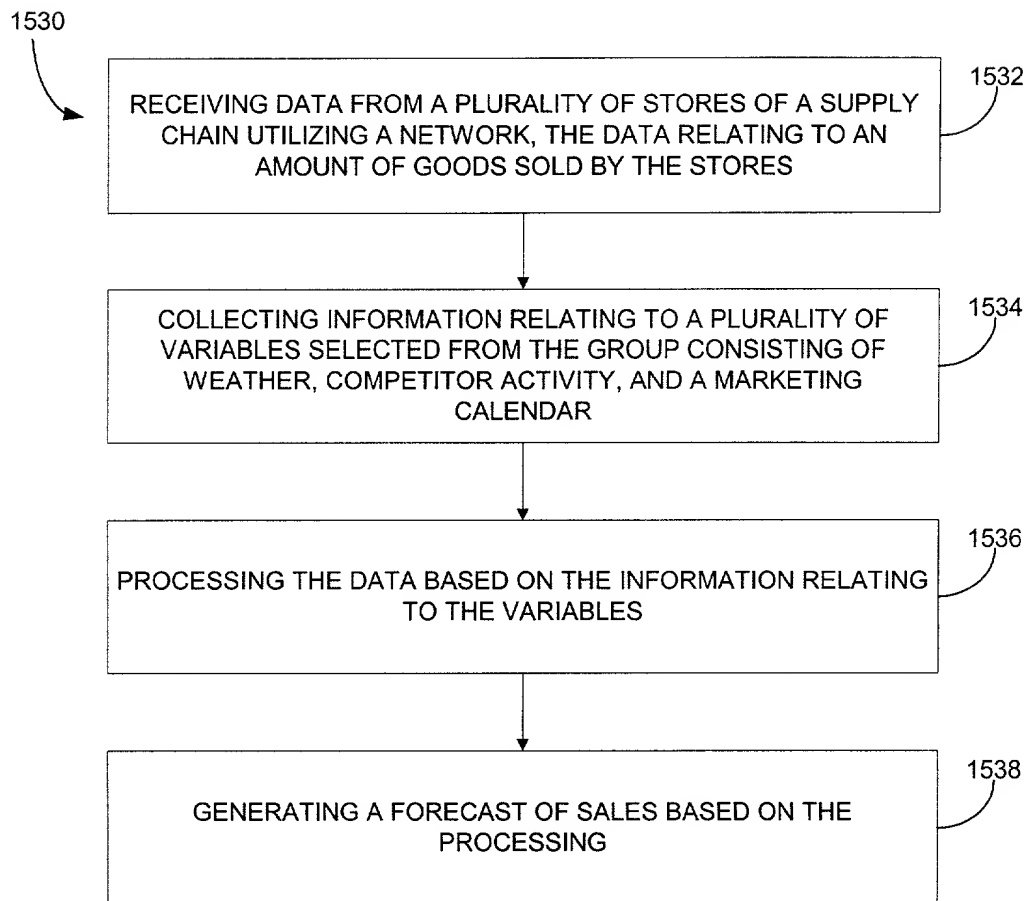 1530
1532
RECEIVING DATA FROM A PLURALITY OF STORES OF A SUPPLY
CHAIN UTILIZING A NETWORK, THE DATA RELATING TO AN
AMOUNT OF GOODS SOLD BY THE STORES
1534
COLLECTING INFORMATION RELATING TO A PLURALITY OF
VARIABLES SELECTED FROM THE GROUP CONSISTING OF
WEATHER, COMPETITOR ACTIVITY, AND A MARKETING
CALENDAR
1536
PROCESSING THE DATA BASED ON THE INFORMATION RELATING
TO THE VARIABLES
1538
GENERATING A FORECAST OF SALES BASED ON THE
PROCESSING